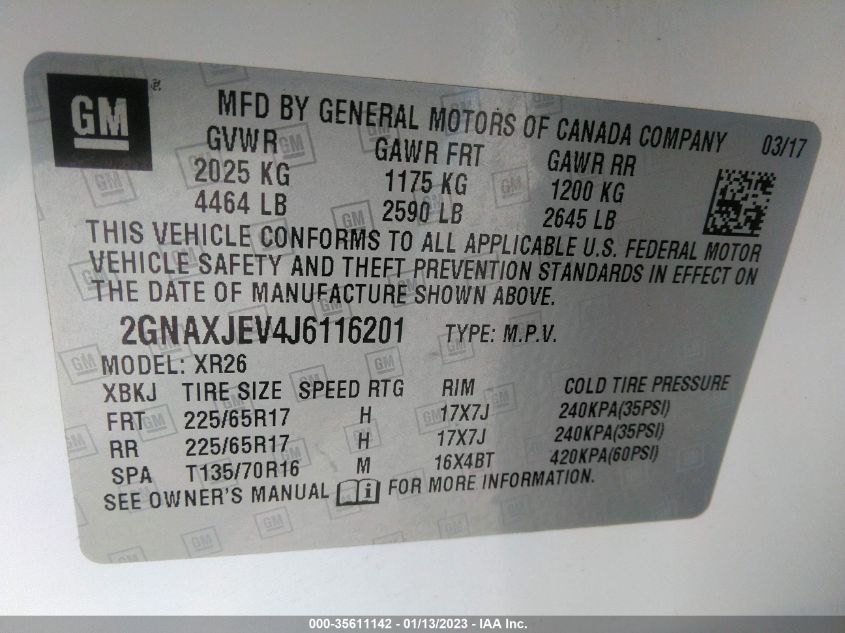 GM ®
MFD BY GENERAL MOTORS OF CANADA COMPANY 03/17
GVWR GAWR FRT GAWR RR
2025 KG 1175 KG 1200 KG
4464 LB 2590 LB 2645 LB
THIS VEHICLE CONFORMS TO ALL APPLICABLE U.S. FEDERAL MOTOR
VEHICLE SAFETY AND THEFT PREVENTION STANDARDS IN EFFECT ON
THE DATE OF MANUFACTURE SHOWN ABOVE.
2GNAXJEV4J6116201 TYPE: M.P.V.
MODEL: XR26
XBKJ TIRE SIZE SPEED RTG RIM COLD TIRE PRESSURE
FRT 225/65R17 H 17X7J 240KPA(35PSI)
RR 225/65R17 H 17X7J 240KPA(35PSI)
SPA T135/70R16 M 16X4BT 420KPA(60PSI)
SEE OWNER'S MANUAL i FOR MORE INFORMATION.
000-35611142 - 01/13/2023 - IAA Inc.